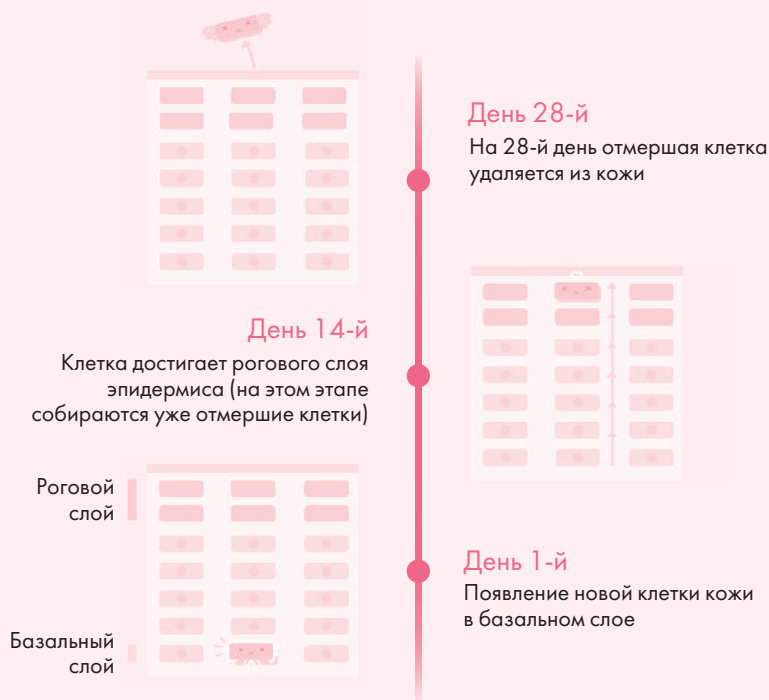 День 28-й
На 28-й день отмершая клетка
удаляется из кожи
День 14-й
Клетка достигает рогового слоя
эпидермиса (на этом этапе
собираются уже отмершие клетки)
Роговой
слой
Базальный
слой
День 1-й
Появление новой клетки кожи
в базальном слое